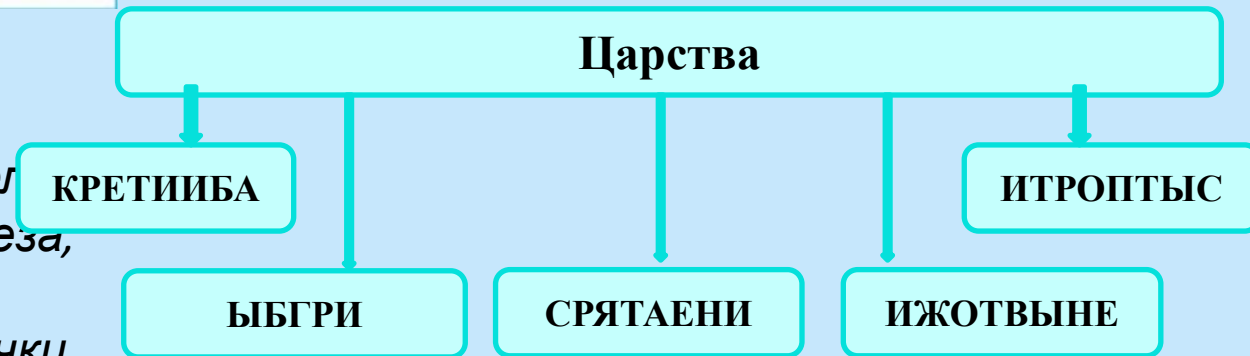 Царства
КРЕТИИБА
ИТРОПТЫС
ЫБГРИ
СРЯТАЕНИ
ИЖОТВЫНЕ